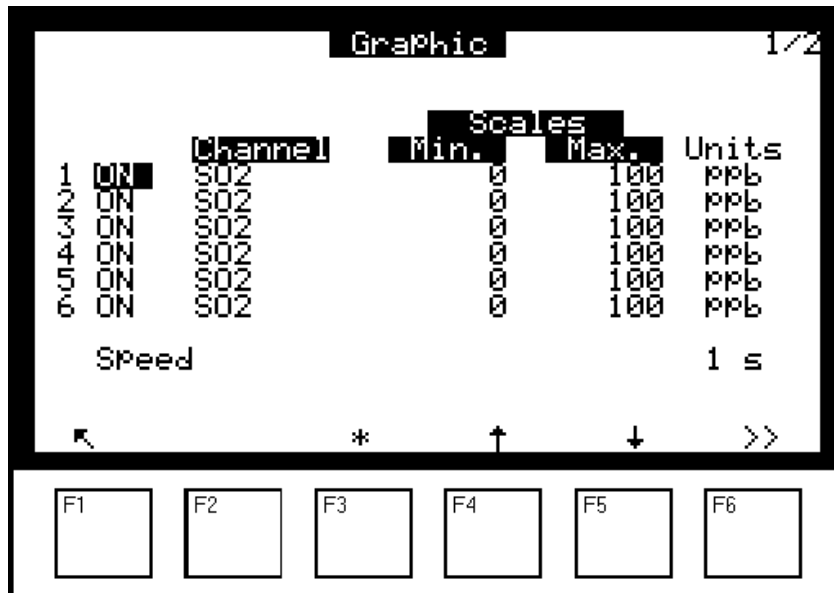 Graphic 1/2
Scales
Channel Min. Max. Units
1 ON SO2 0 100 ppb
2 ON SO2 0 100 ppb
3 ON SO2 0 100 ppb
4 ON SO2 0 100 ppb
5 ON SO2 0 100 ppb
6 ON SO2 0 100 ppb
Speed 1 s
↖ * ↑ ↓ >>
F1 F2 F3 F4 F5 F6